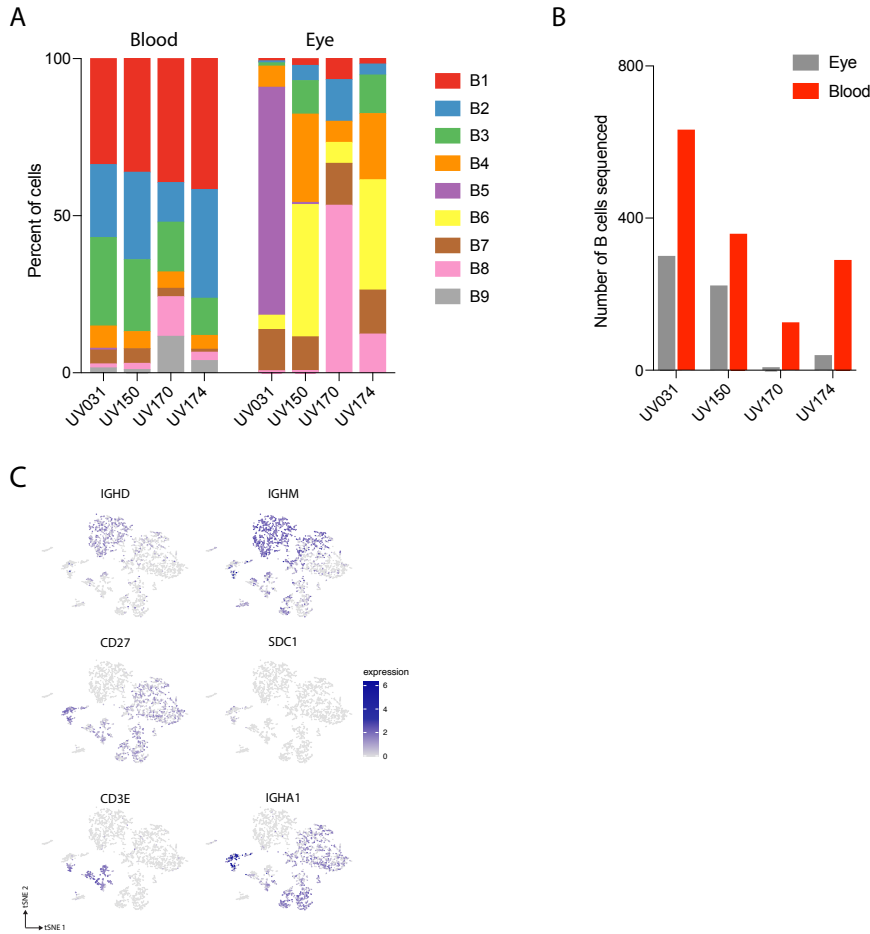 A
Blood
Eye
Percent of cells
100
50
0
UV031
UV150
UV170
UV174
UV031
UV150
UV170
UV174
B1
B2
B3
B4
B5
B6
B7
B8
B9
B
Number of B cells sequenced
800
400
0
UV031
UV150
UV170
UV174
Eye
Blood
C
IGHD
IGHM
CD27
SDC1
expression
6
4
2
0
CD3E
IGHA1
tSNE 2
tSNE 1